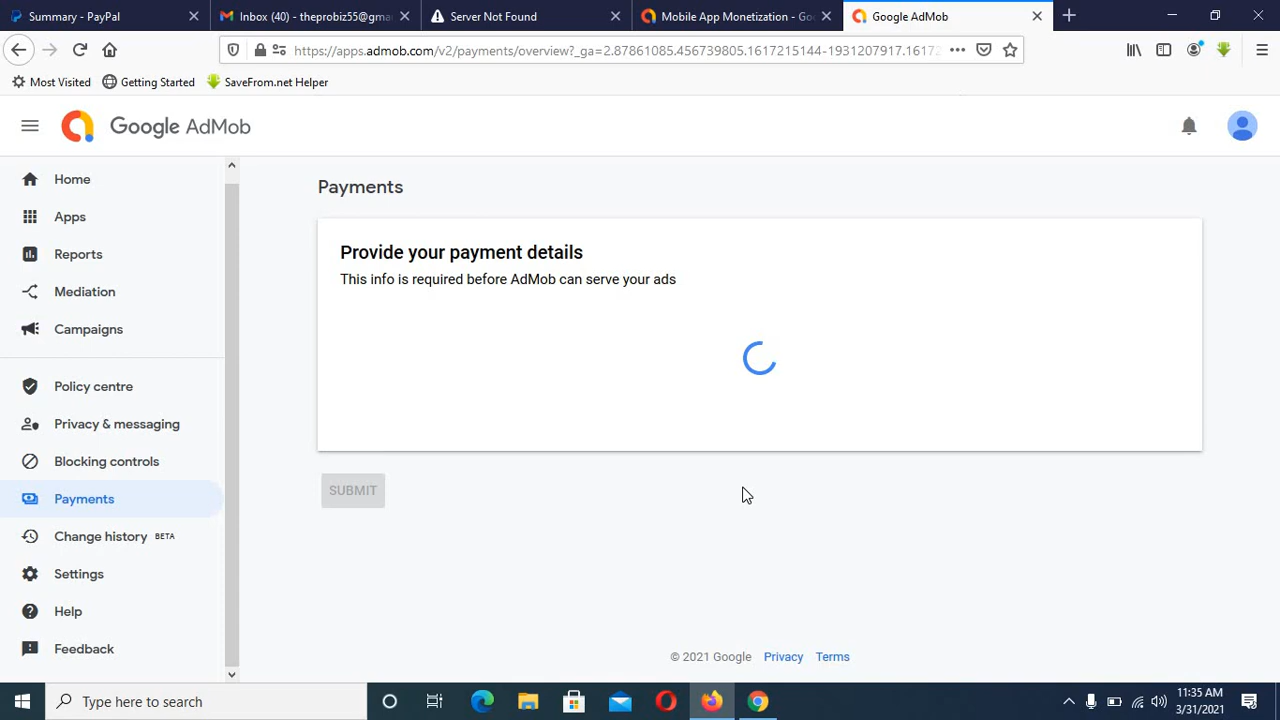 Summary - PayPal
Inbox (40) - theprobiz55@gma
Server Not Found
Mobile App Monetization - Goo
Google AdMob
https://apps.admob.com/v2/payments/overview?_ga=2.87861085.456739805.1617215144-1931207917.16172
Most Visited
Getting Started
SaveFrom.net Helper
Google AdMob
Home
Apps
Reports
Mediation
Campaigns
Policy centre
Privacy & messaging
Blocking controls
Payments
Change history BETA
Settings
Help
Feedback
Payments
Provide your payment details
This info is required before AdMob can serve your ads
SUBMIT
© 2021 Google Privacy Terms
Type here to search
11:35 AM
3/31/2021